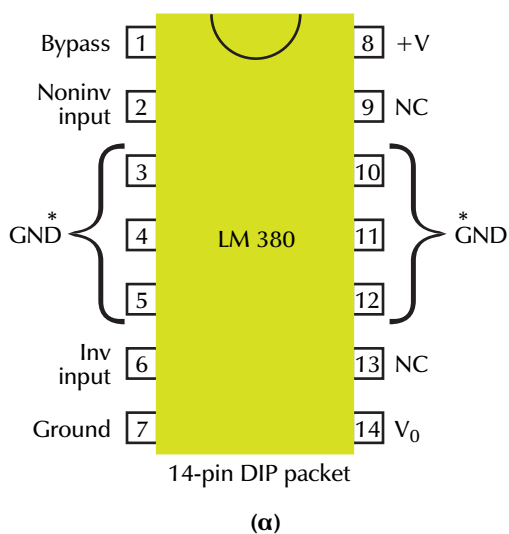 Bypass 1 8 +V
Noninv
input 2 9 NC
3 10
* *
GND 4 LM 380 11 GND
5 12
Inv
input 6 13 NC
Ground 7 14 V₀
14-pin DIP packet
(α)